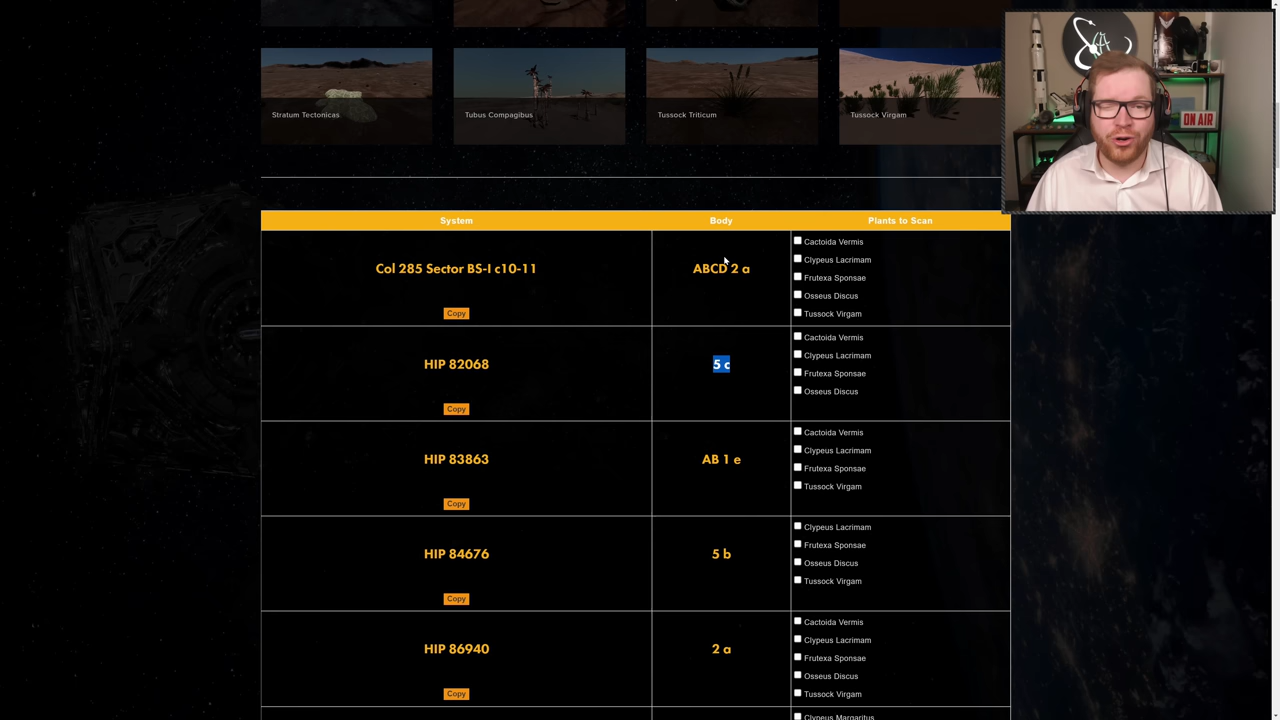 Stratum Tectonicas
Tubus Compagibus
Tussock Triticum
Tussock Virgam
ON AIR
System
Body
Plants to Scan
Col 285 Sector BS-I c10-11
Copy
ABCD 2 a
Cactoida Vermis
Clypeus Lacrimam
Frutexa Sponsae
Osseus Discus
Tussock Virgam
HIP 82068
Copy
5 c
Cactoida Vermis
Clypeus Lacrimam
Frutexa Sponsae
Osseus Discus
HIP 83863
Copy
AB 1 e
Cactoida Vermis
Clypeus Lacrimam
Frutexa Sponsae
Tussock Virgam
HIP 84676
Copy
5 b
Clypeus Lacrimam
Frutexa Sponsae
Osseus Discus
Tussock Virgam
HIP 86940
Copy
2 a
Cactoida Vermis
Clypeus Lacrimam
Frutexa Sponsae
Osseus Discus
Tussock Virgam
Clypeus Margaritus